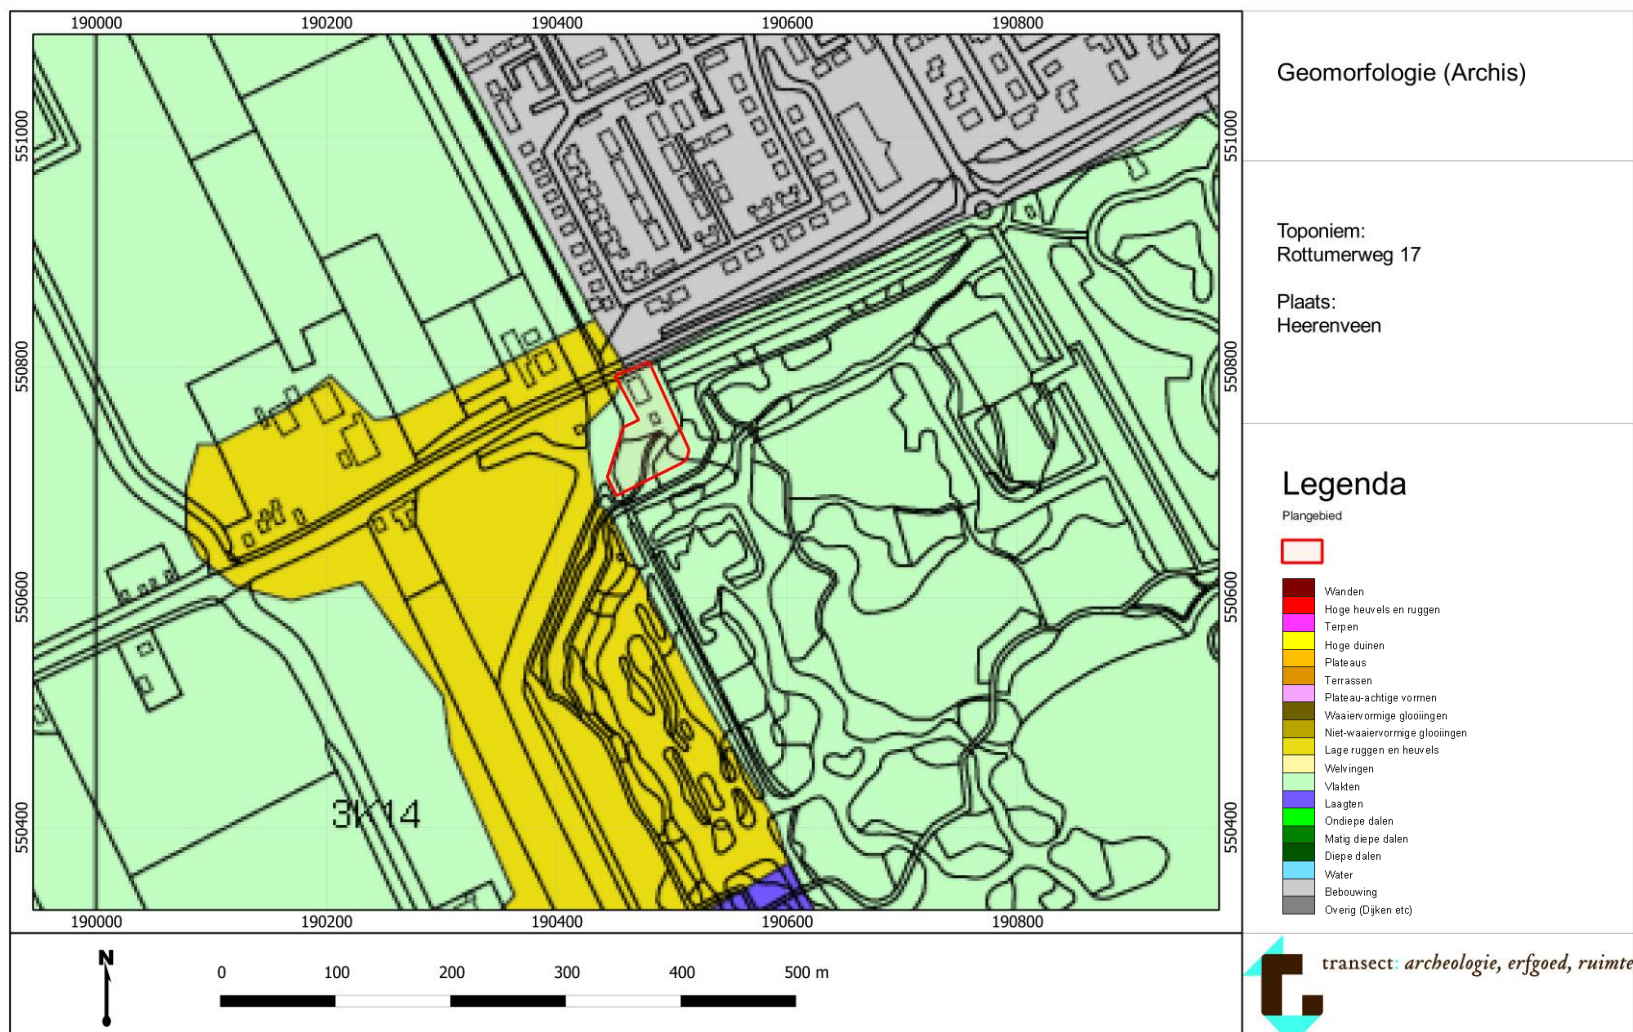 190000 190200 190400 190600 190800
551000
550800
550600
550400
551000
550800
550600
550400
3K14
190000 190200 190400 190600 190800
N
0 100 200 300 400 500 m
Geomorfologie (Archis)
Toponiem:
Rottumerweg 17
Plaats:
Heerenveen
Legenda
Plangebied
Wanden
Hoge heuvels en ruggen
Terpen
Hoge duinen
Plateaus
Terrassen
Plateau-achtige vormen
Waaiervormige glooiingen
Niet-waaiervormige glooiingen
Lage ruggen en heuvels
Welvingen
Vlakten
Laagten
Ondiepe dalen
Matig diepe dalen
Diepe dalen
Water
Bebouwing
Overig (Dijken etc)
transect: archeologie, erfgoed, ruimte